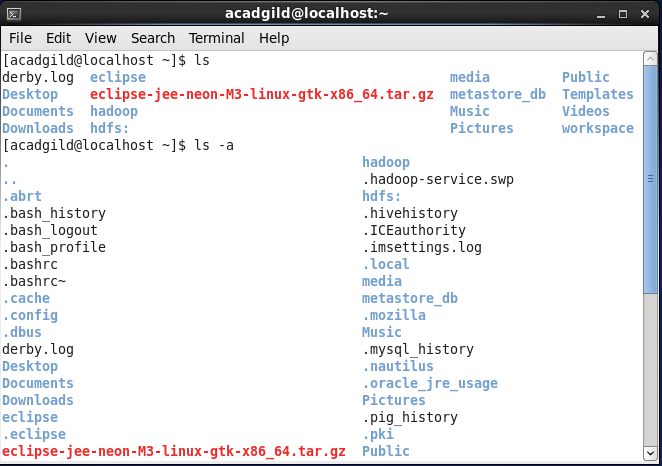 acadgild@localhost:~
File Edit View Search Terminal Help
[acadgild@localhost ~]$ ls
derby.log eclipse media Public
Desktop eclipse-jee-neon-M3-linux-gtk-x86_64.tar.gz metastore_db Templates
Documents hadoop Music Videos
Downloads hdfs: Pictures workspace
[acadgild@localhost ~]$ ls -a
. hadoop
.. .hadoop-service.swp
.abrt hdfs:
.bash_history .hivehistory
.bash_logout .ICEauthority
.bash_profile .imsettings.log
.bashrc .local
.bashrc~ media
.cache metastore_db
.config .mozilla
.dbus Music
derby.log .mysql_history
Desktop .nautilus
Documents .oracle_jre_usage
Downloads Pictures
eclipse .pig_history
.eclipse .pki
eclipse-jee-neon-M3-linux-gtk-x86_64.tar.gz Public